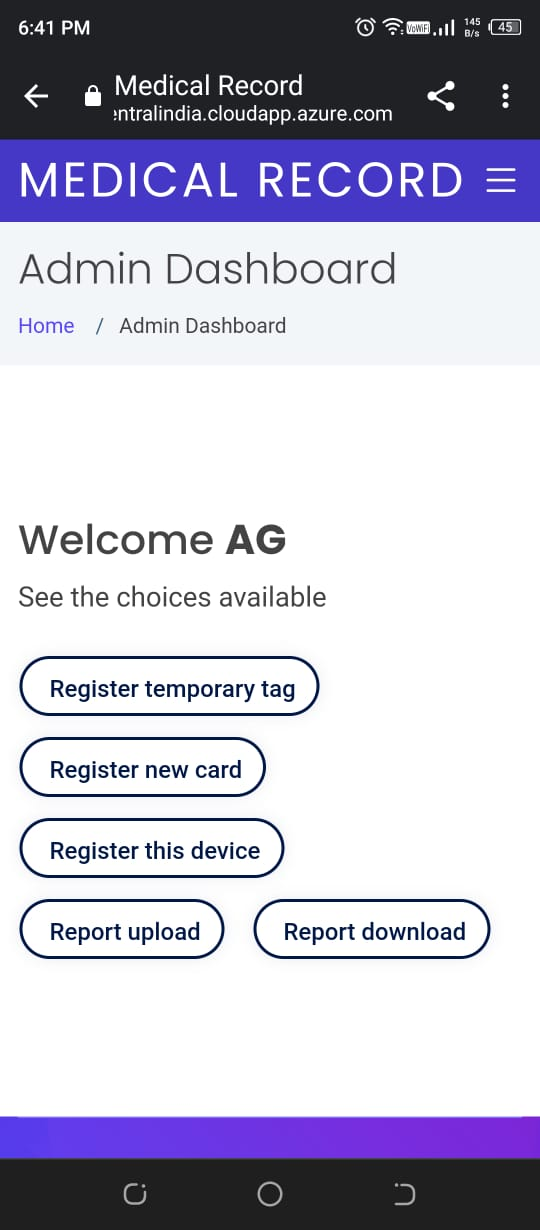 6:41 PM VoWiFi 145 B/s 45
Medical Record
entralindia.cloudapp.azure.com
MEDICAL RECORD
Admin Dashboard
Home / Admin Dashboard
Welcome AG
See the choices available
Register temporary tag
Register new card
Register this device
Report upload Report download